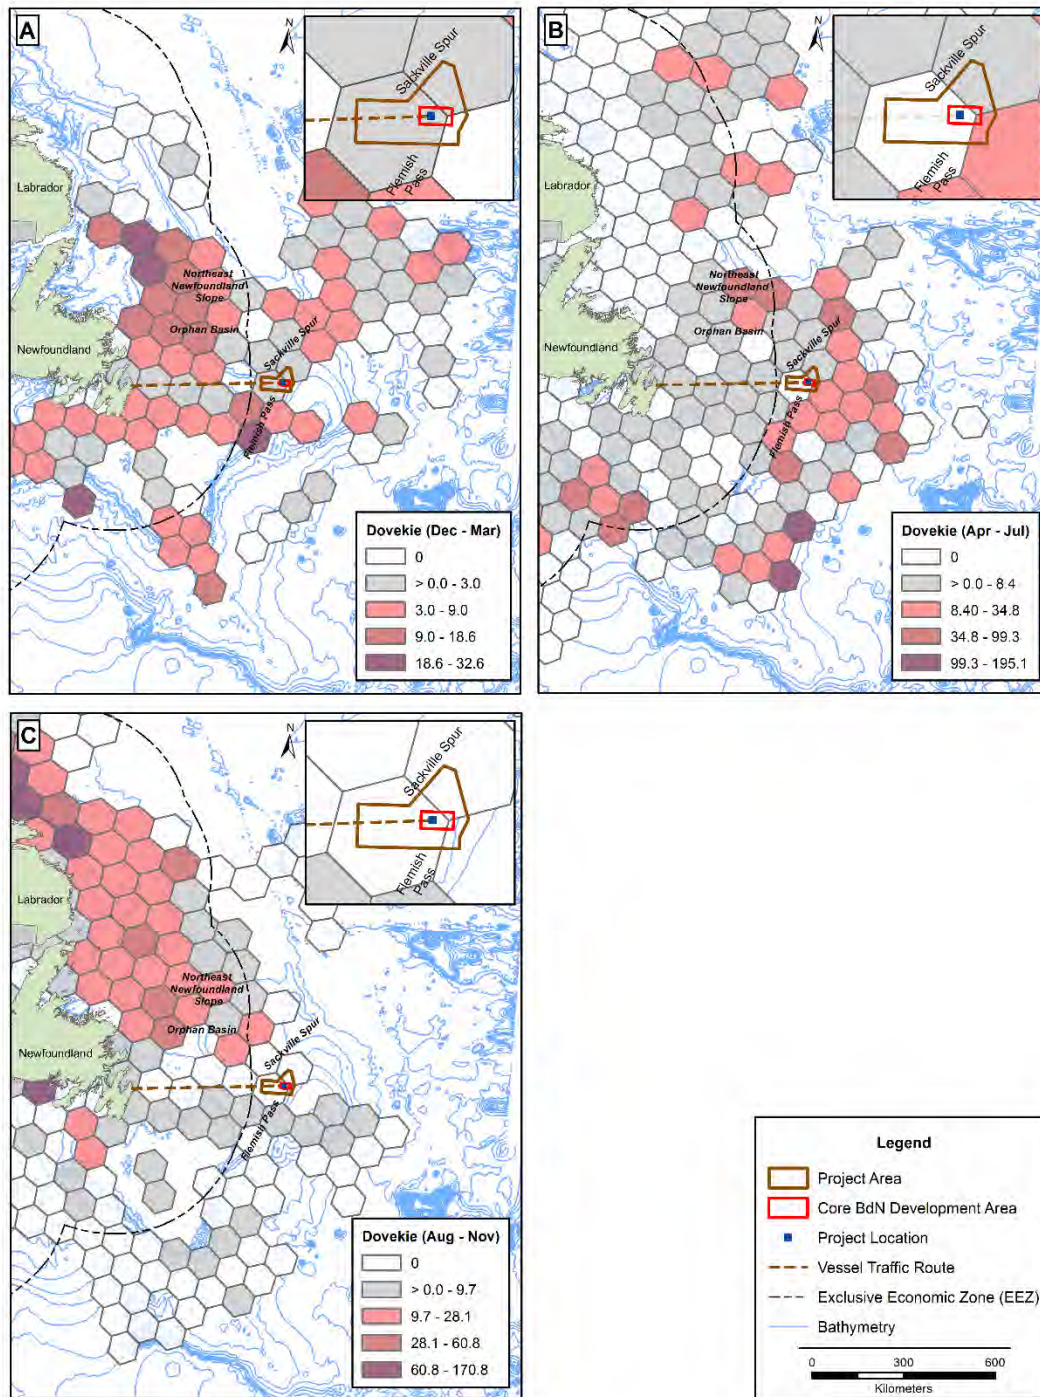 A
N
Sackville Spur
Flemish
Pass
Labrador
Northeast
Newfoundland
Slope
Orphan Basin
Sackville Spur
Newfoundland
Flemish Pass
Dovekie (Dec - Mar)
0
> 0.0 - 3.0
3.0 - 9.0
9.0 - 18.6
18.6 - 32.6
B
N
Sackville Spur
Flemish
Pass
Labrador
Northeast
Newfoundland
Slope
Orphan Basin
Sackville Spur
Newfoundland
Flemish Pass
Dovekie (Apr - Jul)
0
> 0.0 - 8.4
8.40 - 34.8
34.8 - 99.3
99.3 - 195.1
C
N
Sackville Spur
Flemish
Pass
Labrador
Northeast
Newfoundland
Slope
Orphan Basin
Sackville Spur
Newfoundland
Flemish Pass
Dovekie (Aug - Nov)
0
> 0.0 - 9.7
9.7 - 28.1
28.1 - 60.8
60.8 - 170.8
Legend
Project Area
Core BdN Development Area
Project Location
Vessel Traffic Route
Exclusive Economic Zone (EEZ)
Bathymetry
0 300 600
Kilometers